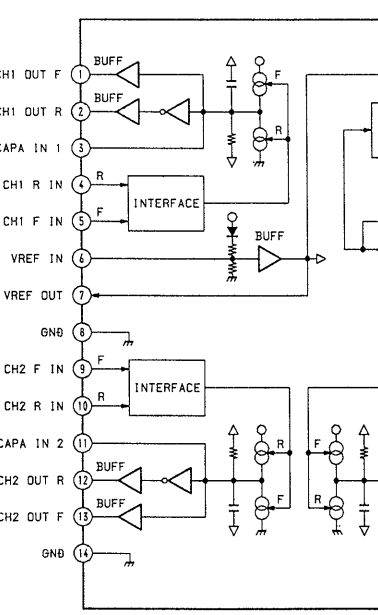 CH1 OUT F 1 BUFF
CH1 OUT R 2 BUFF
F
R
CAPA IN 1 3
CH1 R IN 4 R
INTERFACE
CH1 F IN 5 F
VREF IN 6
BUFF
VREF OUT 7
GND 8
CH2 F IN 9 F
INTERFACE
CH2 R IN 10 R
CAPA IN 2 11
R F
CH2 OUT R 12 BUFF
F R
CH2 OUT F 13 BUFF
GND 14